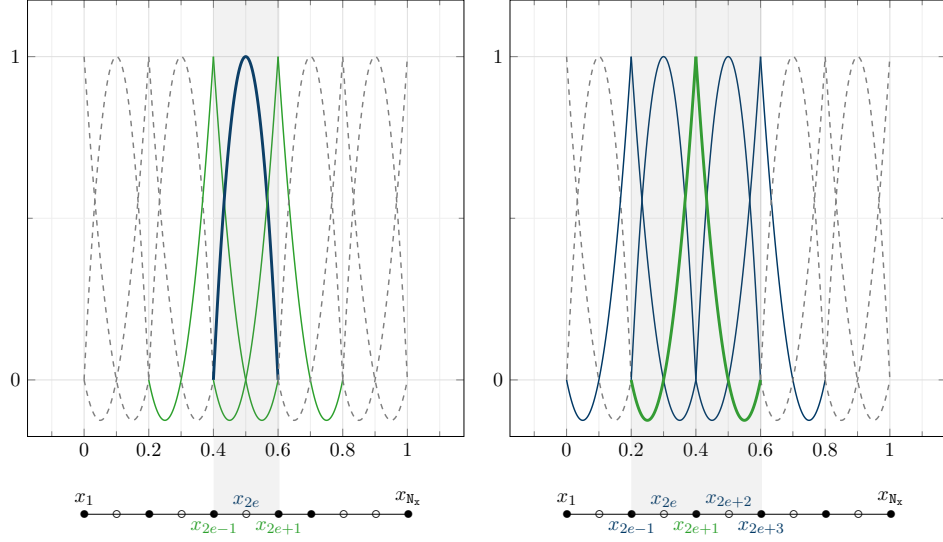 1 1
0 0
0 0.2 0.4 0.6 0.8 1 0 0.2 0.4 0.6 0.8 1
x_1 x_{2e} x_{N_x} x_1 x_{2e} x_{2e+2} x_{N_x}
x_{2e−1} x_{2e+1} x_{2e−1} x_{2e+1} x_{2e+3}